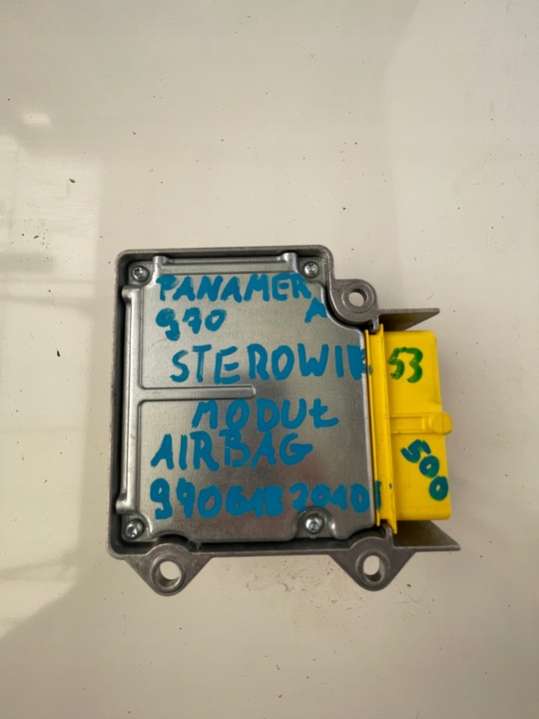 PANAMERA
970
STEROWIK
MODUŁ
AIRBAG
53
500